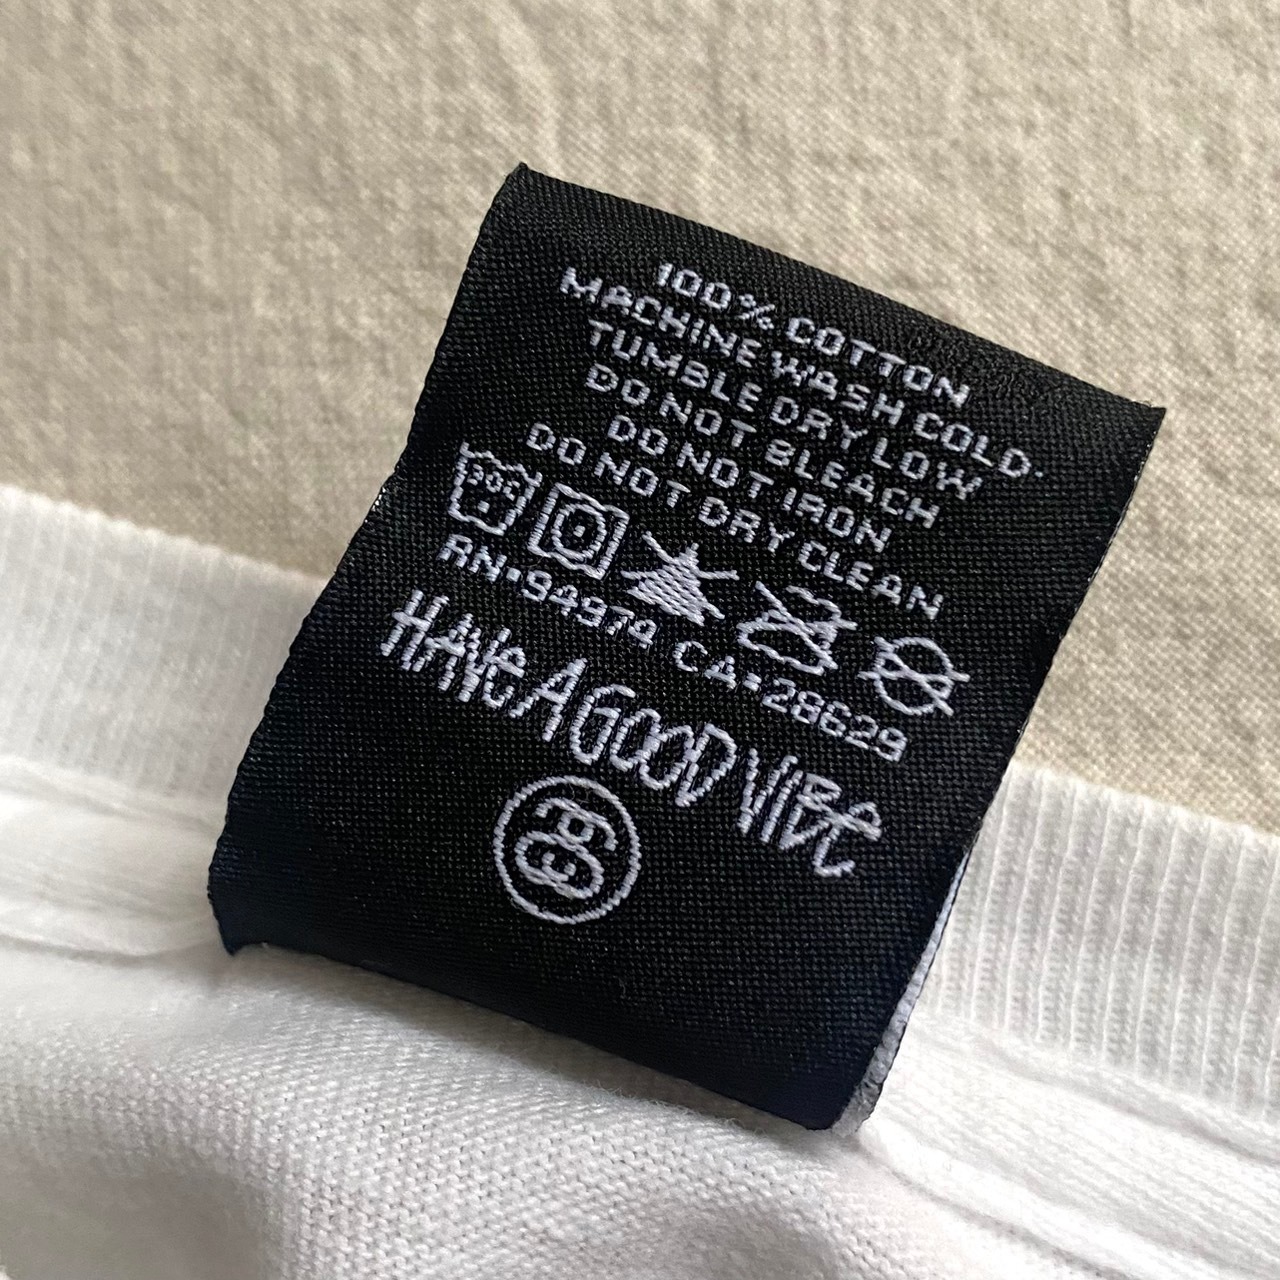 100% COTTON
MACHINE WASH COLD.
TUMBLE DRY LOW
DO NOT BLEACH
DO NOT IRON
DO NOT DRY CLEAN
RN•94974 CA•28629
HAVE A GOOD VIBE